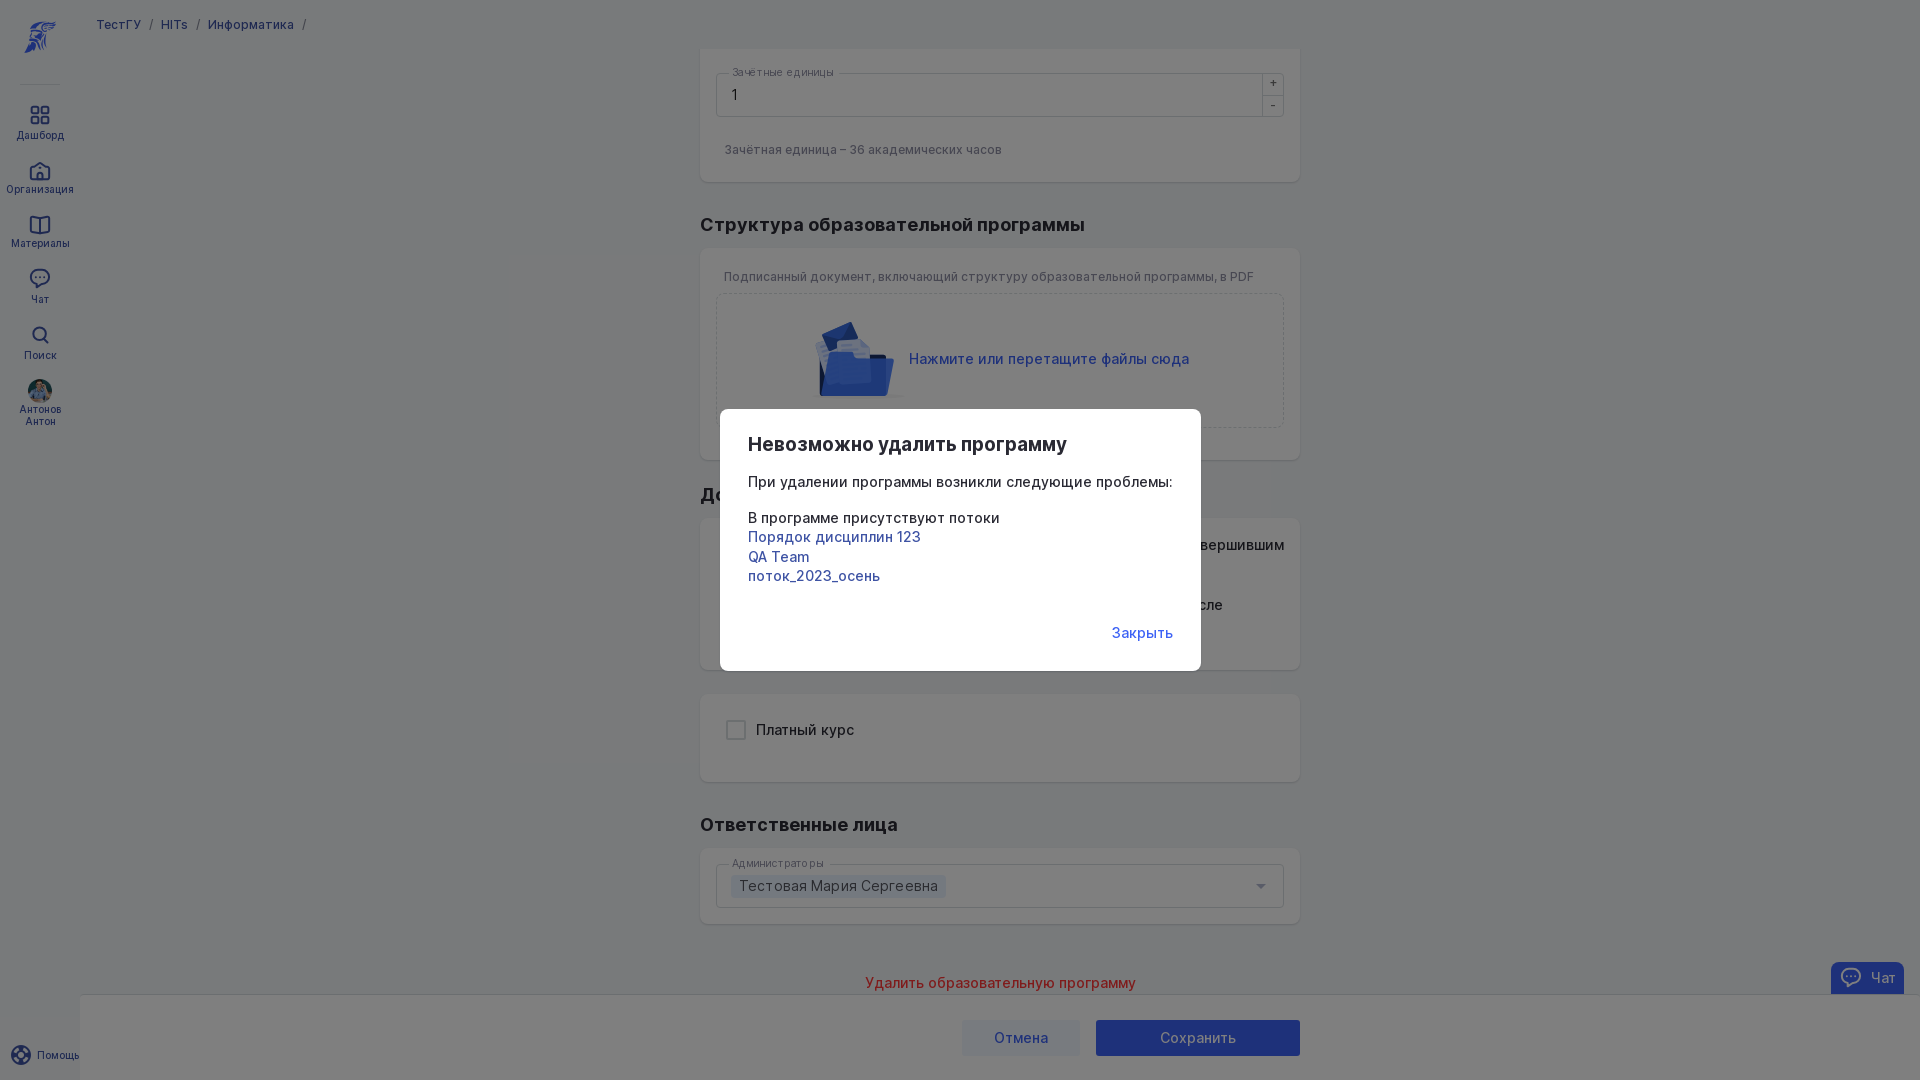 ТестГУ / HITs / Информатика /
Дашборд
Организация
Материалы
Чат
Поиск
Антонов
Антон
Помощь
Зачётные единицы
1
+
-
Зачётная единица – 36 академических часов
Структура образовательной программы
Подписанный документ, включающий структуру образовательной программы, в PDF
Нажмите или перетащите файлы сюда
Невозможно удалить программу
При удалении программы возникли следующие проблемы:
В программе присутствуют потоки
Порядок дисциплин 123
QA Team
поток_2023_осень
Закрыть
Платный курс
Ответственные лица
Администраторы
Тестовая Мария Сергеевна
Удалить образовательную программу
Чат
Отмена
Сохранить